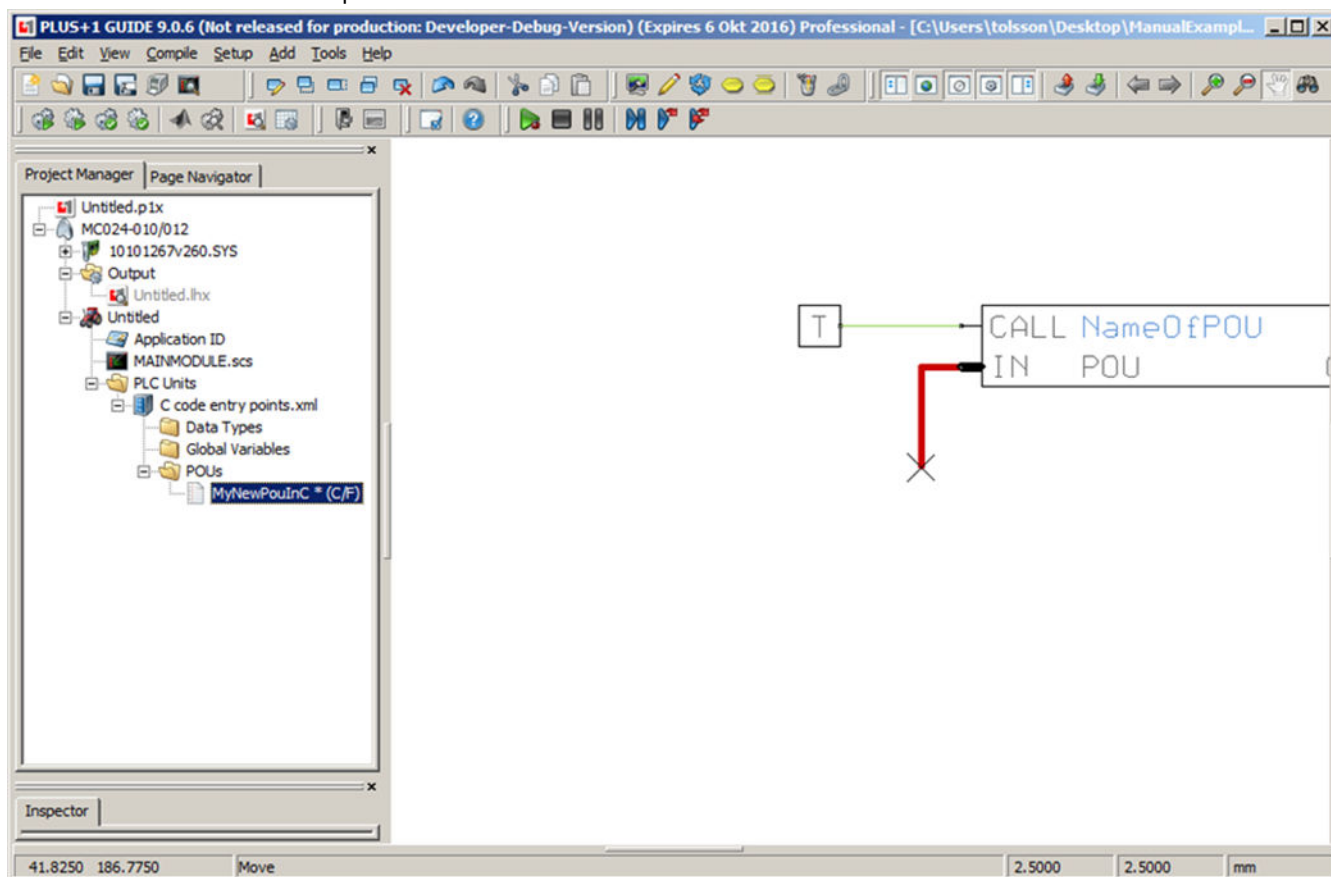 PLUS+1 GUIDE 9.0.6 (Not released for production: Developer-Debug-Version) (Expires 6 Okt 2016) Professional - [C:\Users\tolsson\Desktop\ManualExampl...
File Edit View Compile Setup Add Tools Help
Project Manager Page Navigator
Untitled.p1x
MC024-010/012
10101267v260.SYS
Output
Untitled.lhx
Untitled
Application ID
MAINMODULE.scs
PLC Units
C code entry points.xml
Data Types
Global Variables
POUs
MyNewPouInC * (C/F)
T
CALL NameOfPOU
IN POU
Inspector
41.8250 186.7750 Move 2.5000 2.5000 mm